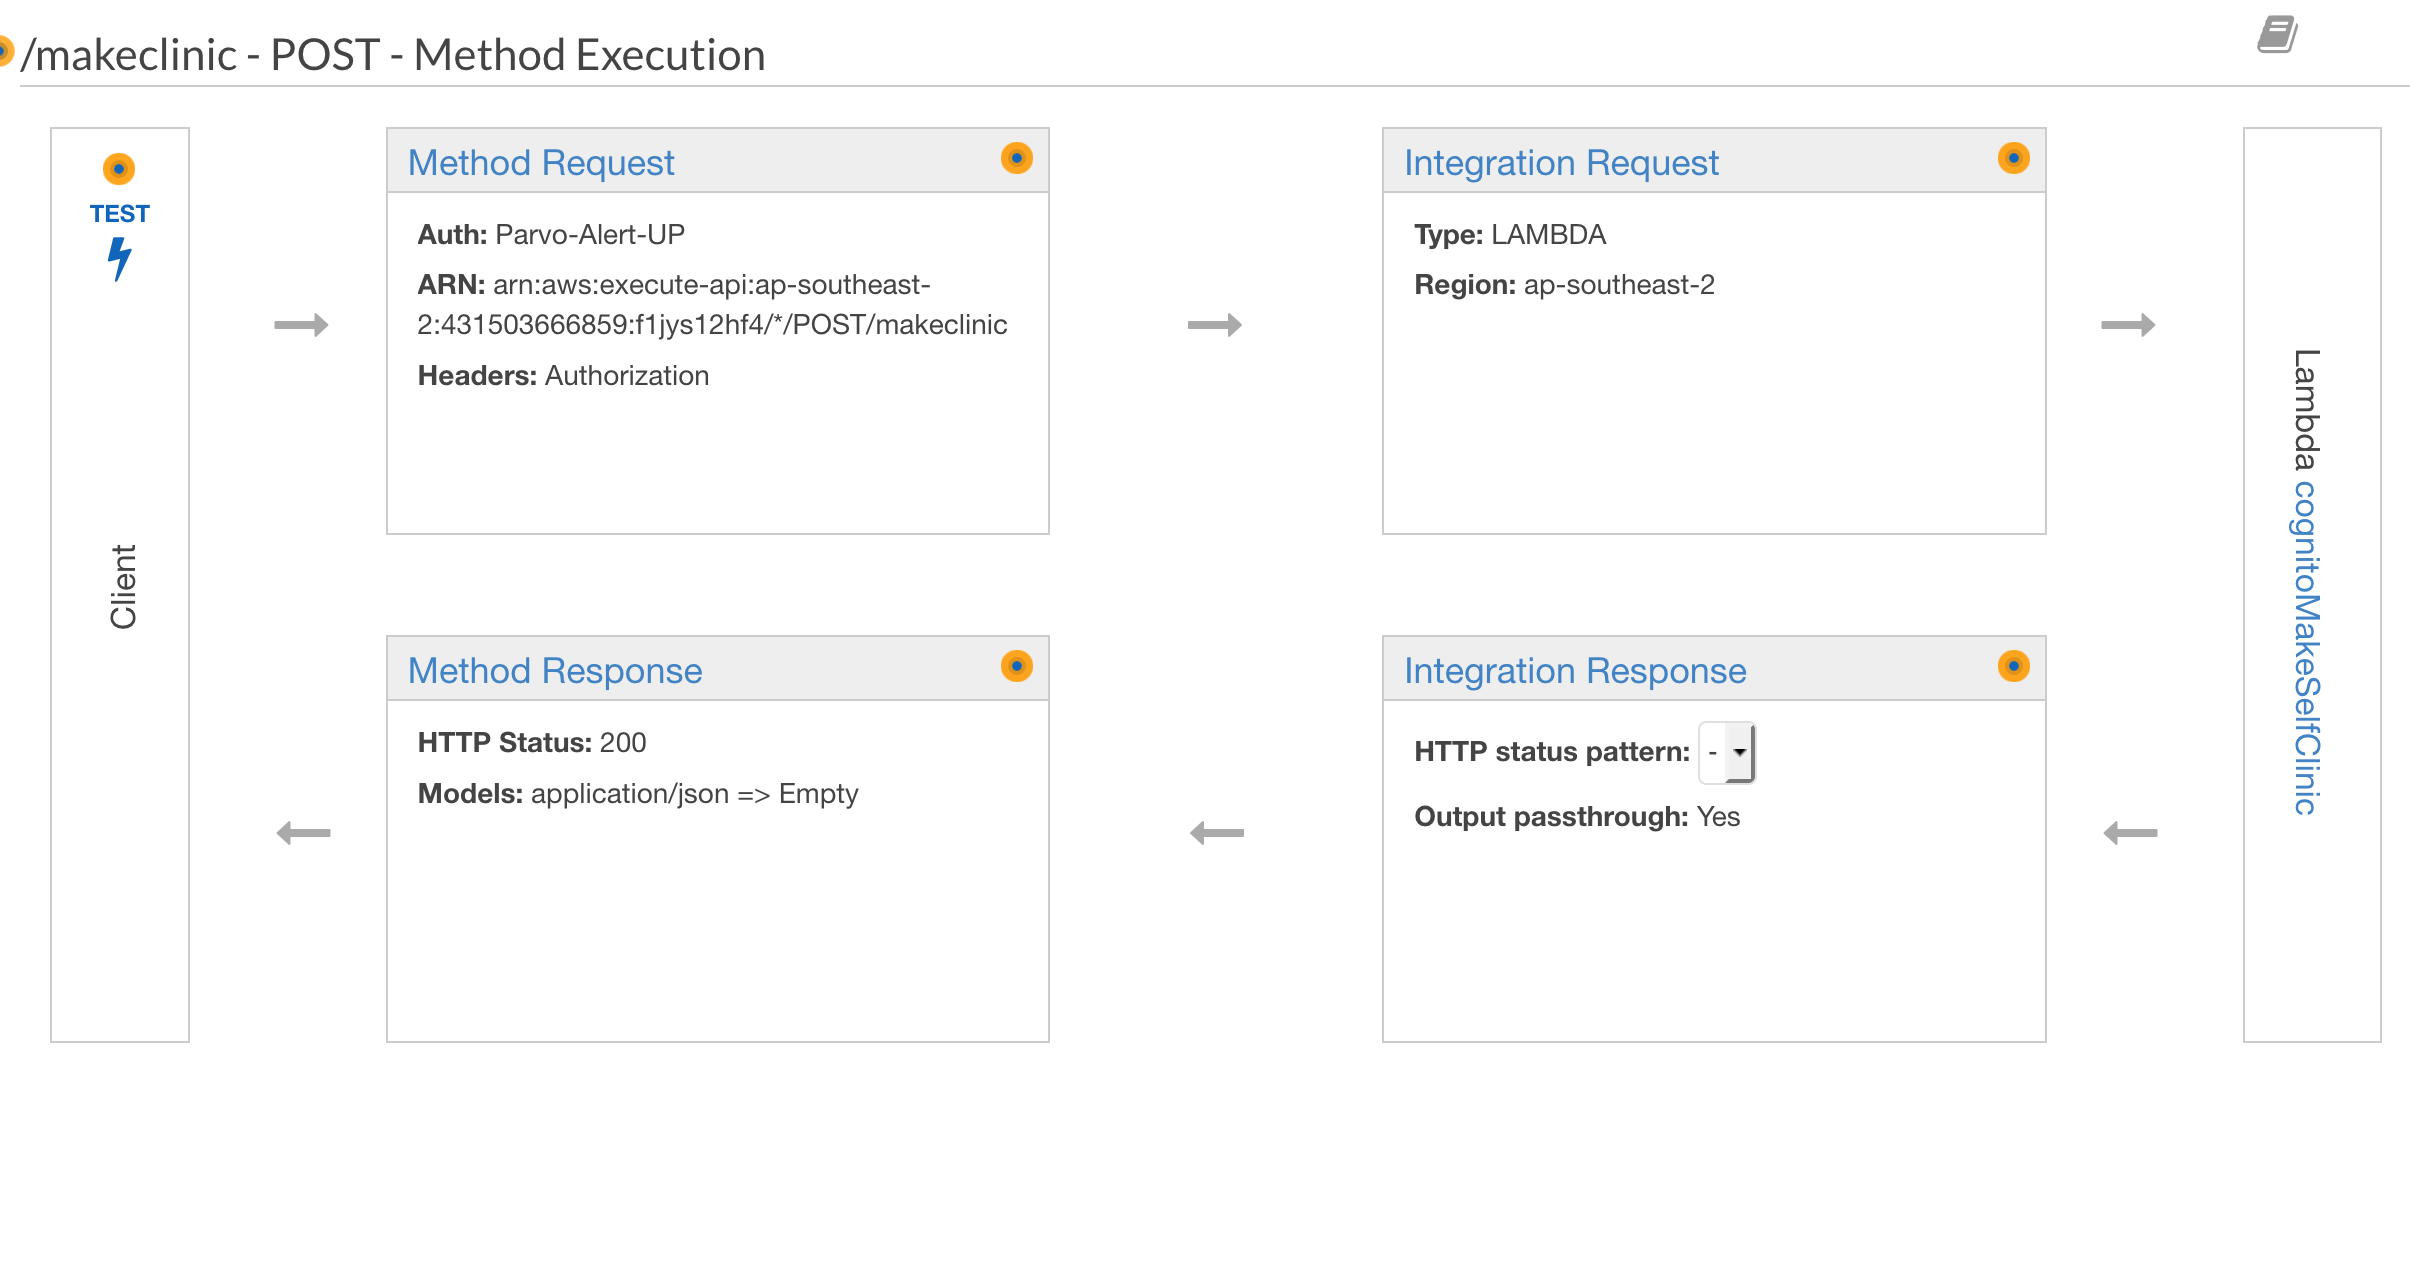 /makeclinic - POST - Method Execution
TEST
Client
Method Request
Auth: Parvo-Alert-UP
ARN: arn:aws:execute-api:ap-southeast-
2:431503666859:f1jys12hf4/*/POST/makeclinic
Headers: Authorization
Integration Request
Type: LAMBDA
Region: ap-southeast-2
Lambda cognitoMakeSelfClinic
Method Response
HTTP Status: 200
Models: application/json => Empty
Integration Response
HTTP status pattern: -
Output passthrough: Yes